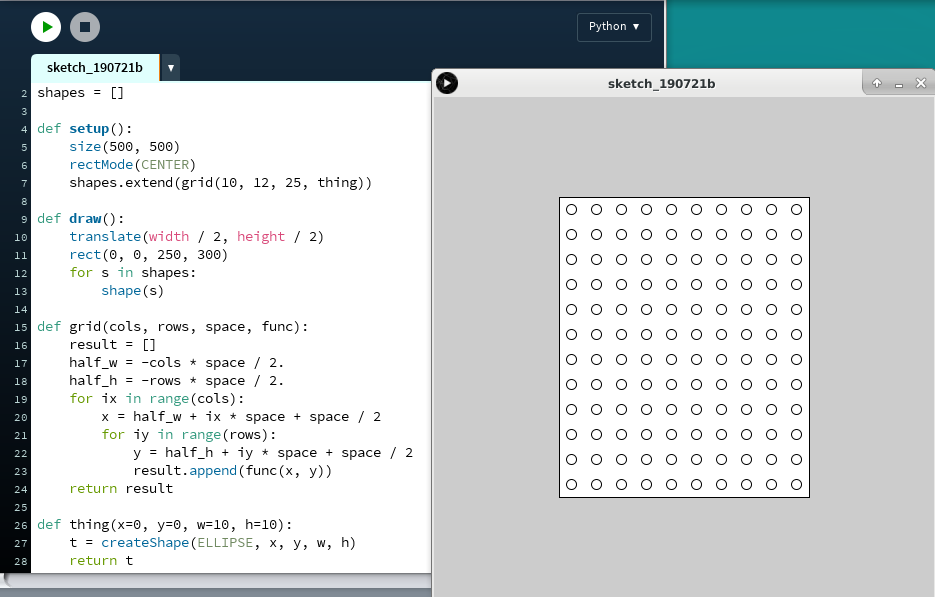 Python ▼
sketch_190721b ▼
2 shapes = []
3
4 def setup():
5     size(500, 500)
6     rectMode(CENTER)
7     shapes.extend(grid(10, 12, 25, thing))
8
9 def draw():
10     translate(width / 2, height / 2)
11     rect(0, 0, 250, 300)
12     for s in shapes:
13         shape(s)
14
15 def grid(cols, rows, space, func):
16     result = []
17     half_w = -cols * space / 2.
18     half_h = -rows * space / 2.
19     for ix in range(cols):
20         x = half_w + ix * space + space / 2
21         for iy in range(rows):
22             y = half_h + iy * space + space / 2
23             result.append(func(x, y))
24     return result
25
26 def thing(x=0, y=0, w=10, h=10):
27     t = createShape(ELLIPSE, x, y, w, h)
28     return t
sketch_190721b